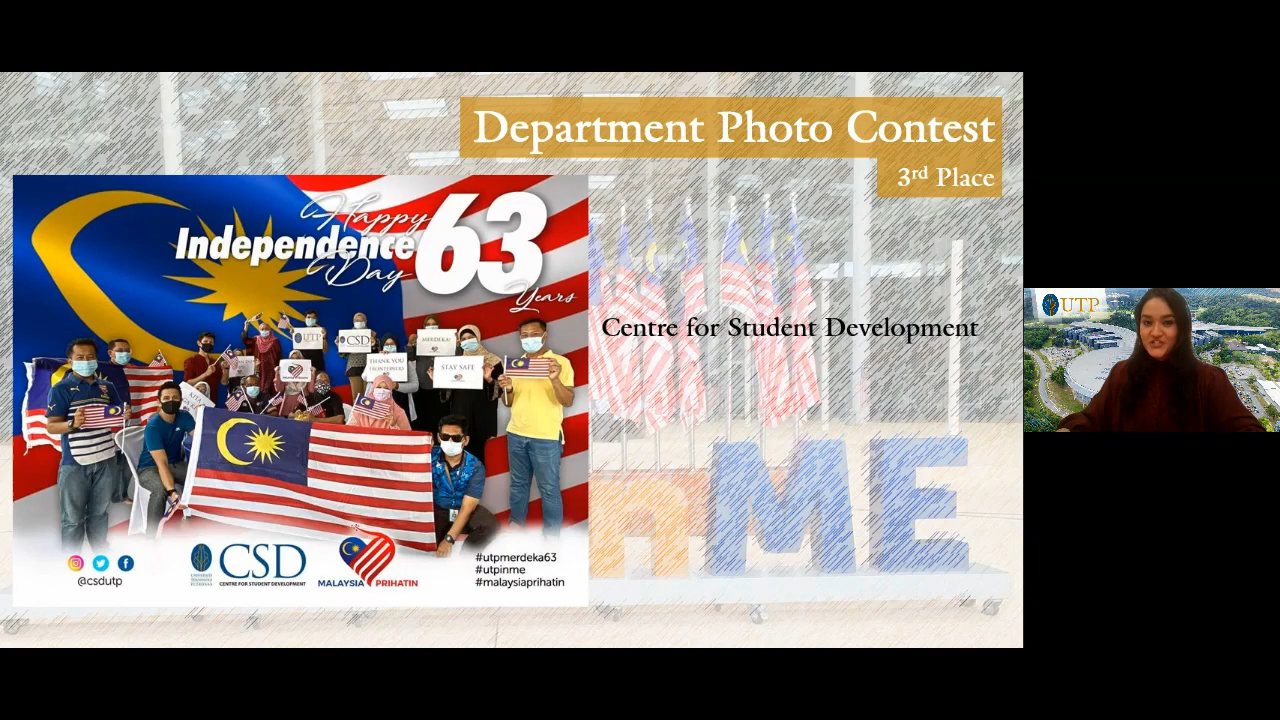 Department Photo Contest
3rd Place
Happy
Independence
Day
63
Years
Centre for Student Development
UTP
CSD
MERDEKA!
THANK YOU
FRONTLINERS
STAY SAFE
@csdutp
CSD
CENTRE FOR STUDENT DEVELOPMENT
MALAYSIA PRIHATIN
#utpmerdeka63
#utpinme
#malaysiaprihatin
ME
UTP